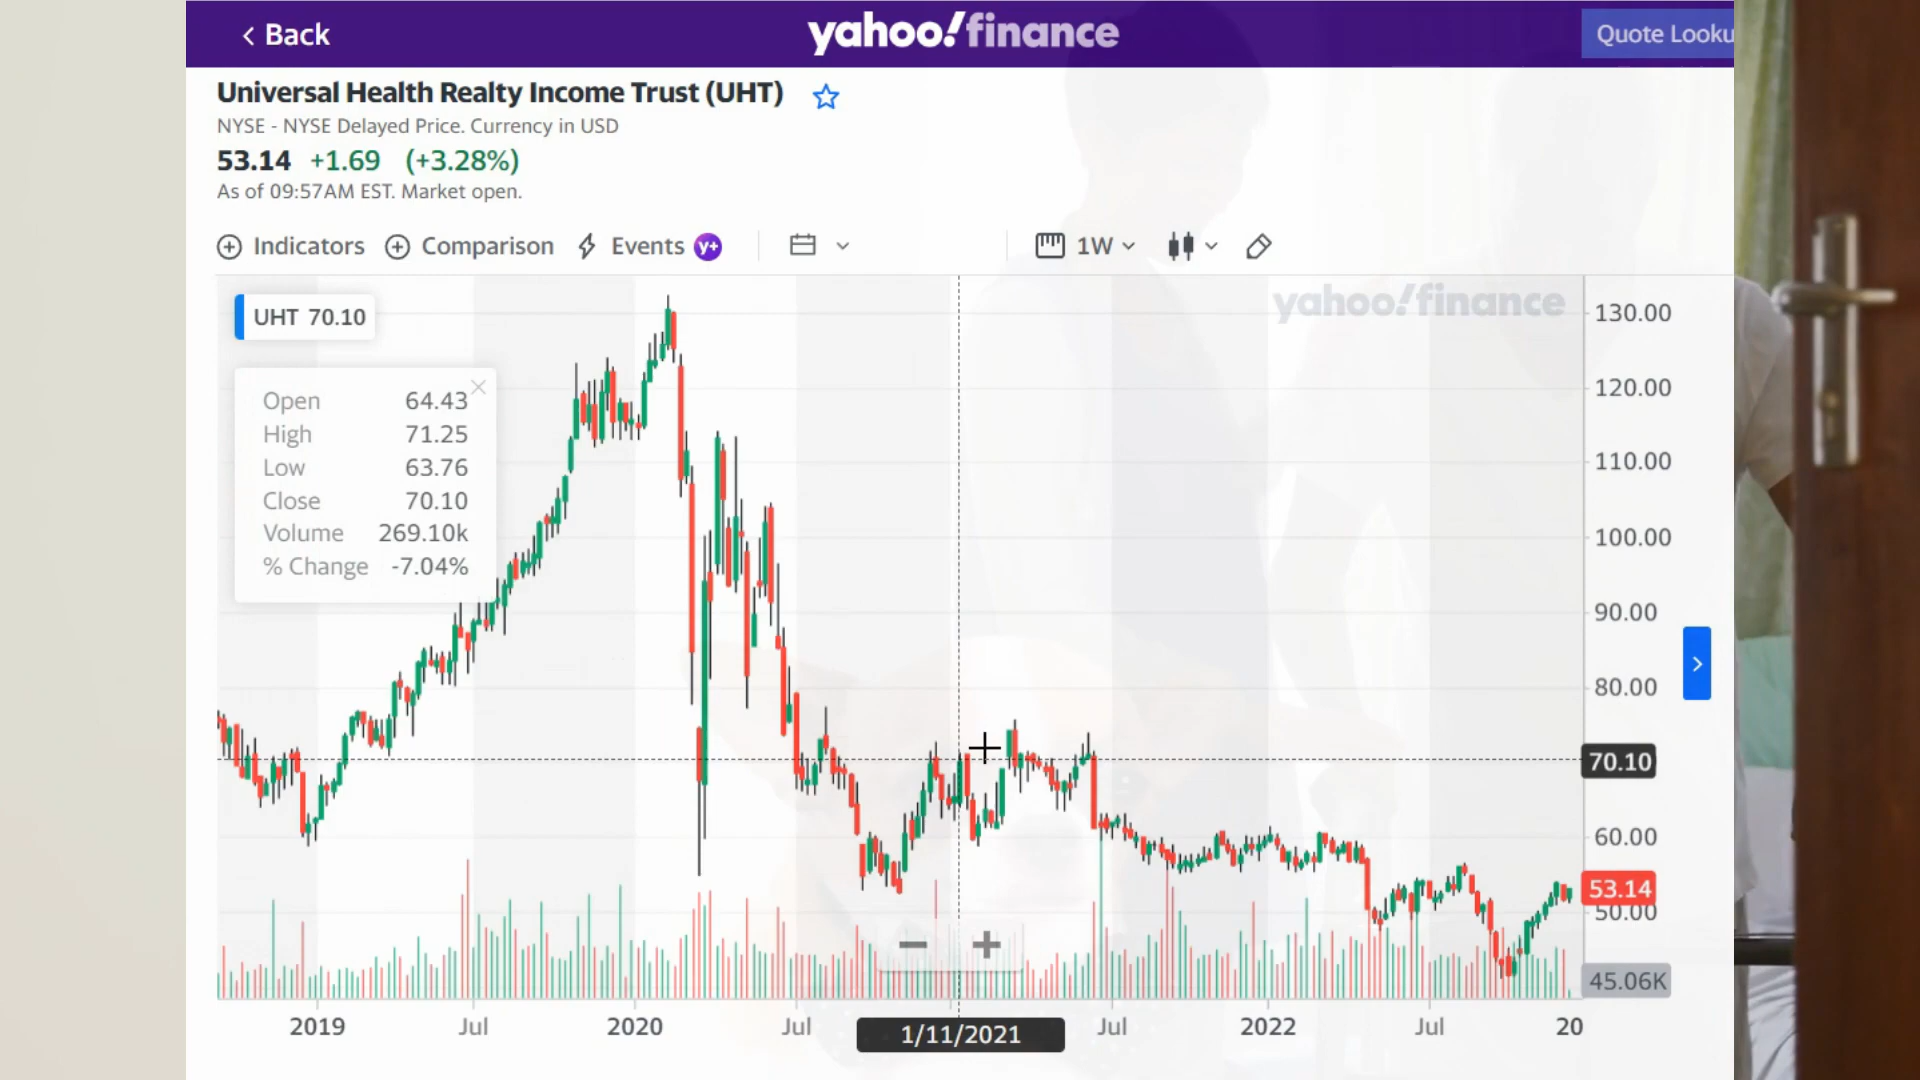 Back
yahoo!finance
Quote Looku
Universal Health Realty Income Trust (UHT)
NYSE - NYSE Delayed Price. Currency in USD
53.14 +1.69 (+3.28%)
As of 09:57AM EST. Market open.
Indicators Comparison Events y+ 1W
UHT 70.10
yahoo!finance
Open 64.43
High 71.25
Low 63.76
Close 70.10
Volume 269.10k
% Change -7.04%
130.00
120.00
110.00
100.00
90.00
80.00
70.10
60.00
53.14
50.00
45.06K
2019 Jul 2020 Jul 1/11/2021 Jul 2022 Jul 20